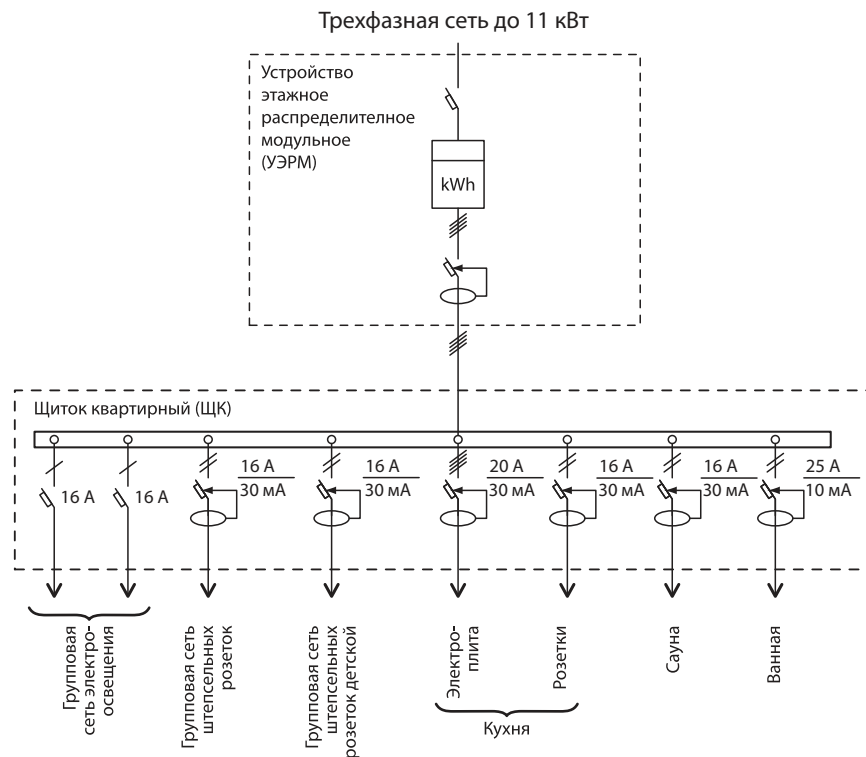 Трехфазная сеть до 11 кВт
Устройство
этажное
распределителное
модульное
(УЭРМ)
kWh
Щиток квартирный (ЩК)
16 А
16 А
16 А
30 мА
16 А
30 мА
20 А
30 мА
16 А
30 мА
16 А
30 мА
25 А
10 мА
Групповая
сеть электро-
освещения
Групповая сеть
штепсельных
розеток
Групповая сеть
штепсельных
розеток детской
Электро-
плита
Розетки
Кухня
Сауна
Ванная